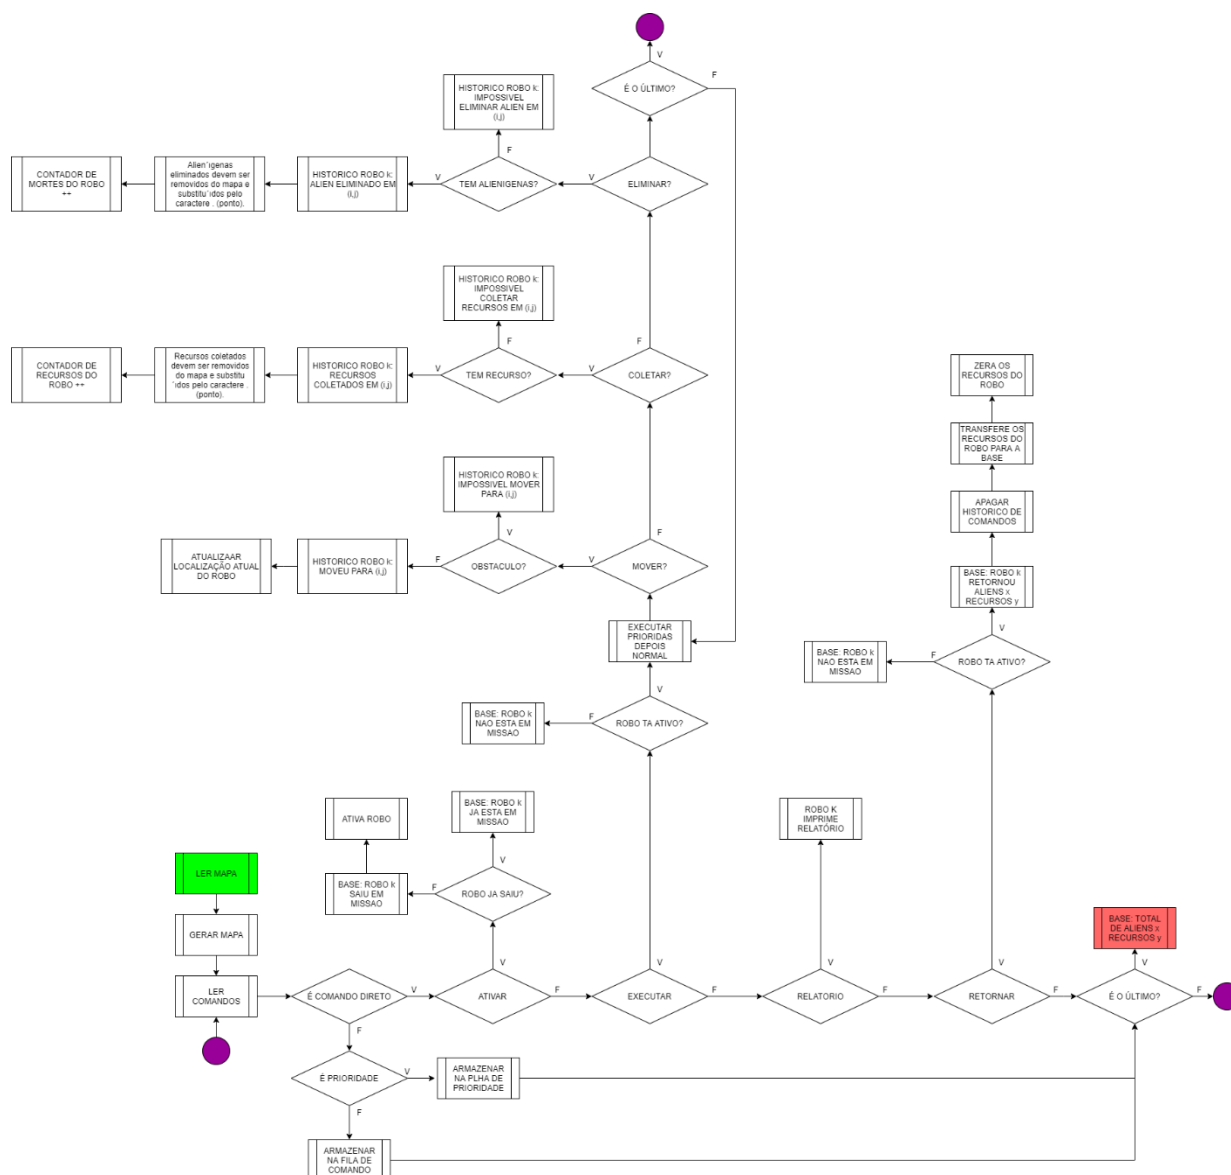 V
É O ÚLTIMO?
F
HISTORICO ROBO k:
IMPOSSIVEL
ELIMINAR ALIEN EM
(i,j)
F
CONTADOR DE
MORTES DO ROBO
++
Alien´ıgenas
eliminados devem ser
removidos do mapa e
substitu´ıdos pelo
caractere . (ponto).
HISTORICO ROBO k:
ALIEN ELIMINADO EM
(i,j)
V
TEM ALIENIGENAS?
V
ELIMINAR?
HISTORICO ROBO k:
IMPOSSIVEL
COLETAR
RECURSOS EM (i,j)
F
F
CONTADOR DE
RECURSOS DO
ROBO ++
Recursos coletados
devem ser removidos
do mapa e substitu
´ıdos pelo caractere .
(ponto).
HISTORICO ROBO k:
RECURSOS
COLETADOS EM (i,j)
V
TEM RECURSO?
V
COLETAR?
ZERA OS
RECURSOS DO
ROBO
TRANSFERE OS
RECURSOS DO
ROBO PARA A
BASE
HISTORICO ROBO k:
IMPOSSIVEL MOVER
PARA (i,j)
V
F
APAGAR
HISTORICO DE
COMANDOS
ATUALIZAAR
LOCALIZAÇÃO ATUAL
DO ROBO
HISTORICO ROBO k:
MOVEU PARA (i,j)
F
OBSTACULO?
V
MOVER?
BASE: ROBO k
RETORNOU
ALIENS x
RECURSOS y
EXECUTAR
PRIORIDAS
DEPOIS
NORMAL
V
BASE: ROBO k
NAO ESTA EM
MISSAO
F
ROBO TA ATIVO?
V
BASE: ROBO k
NAO ESTA EM
MISSAO
F
ROBO TA ATIVO?
ATIVA ROBO
BASE: ROBO k
JA ESTA EM
MISSAO
ROBO K
IMPRIME
RELATÓRIO
V
LER MAPA
BASE: ROBO k
SAIU EM
MISSAO
F
ROBO JA SAIU?
GERAR MAPA
BASE: TOTAL
DE ALIENS x
RECURSOS y
V
V
V
V
V
LER
COMANDOS
É COMANDO DIRETO
V
ATIVAR
F
EXECUTAR
F
RELATORIO
F
RETORNAR
F
É O ÚLTIMO?
F
F
É PRIORIDADE
V
ARMAZENAR
NA PLHA DE
PRIORIDADE
F
ARMAZENAR
NA FILA DE
COMANDO